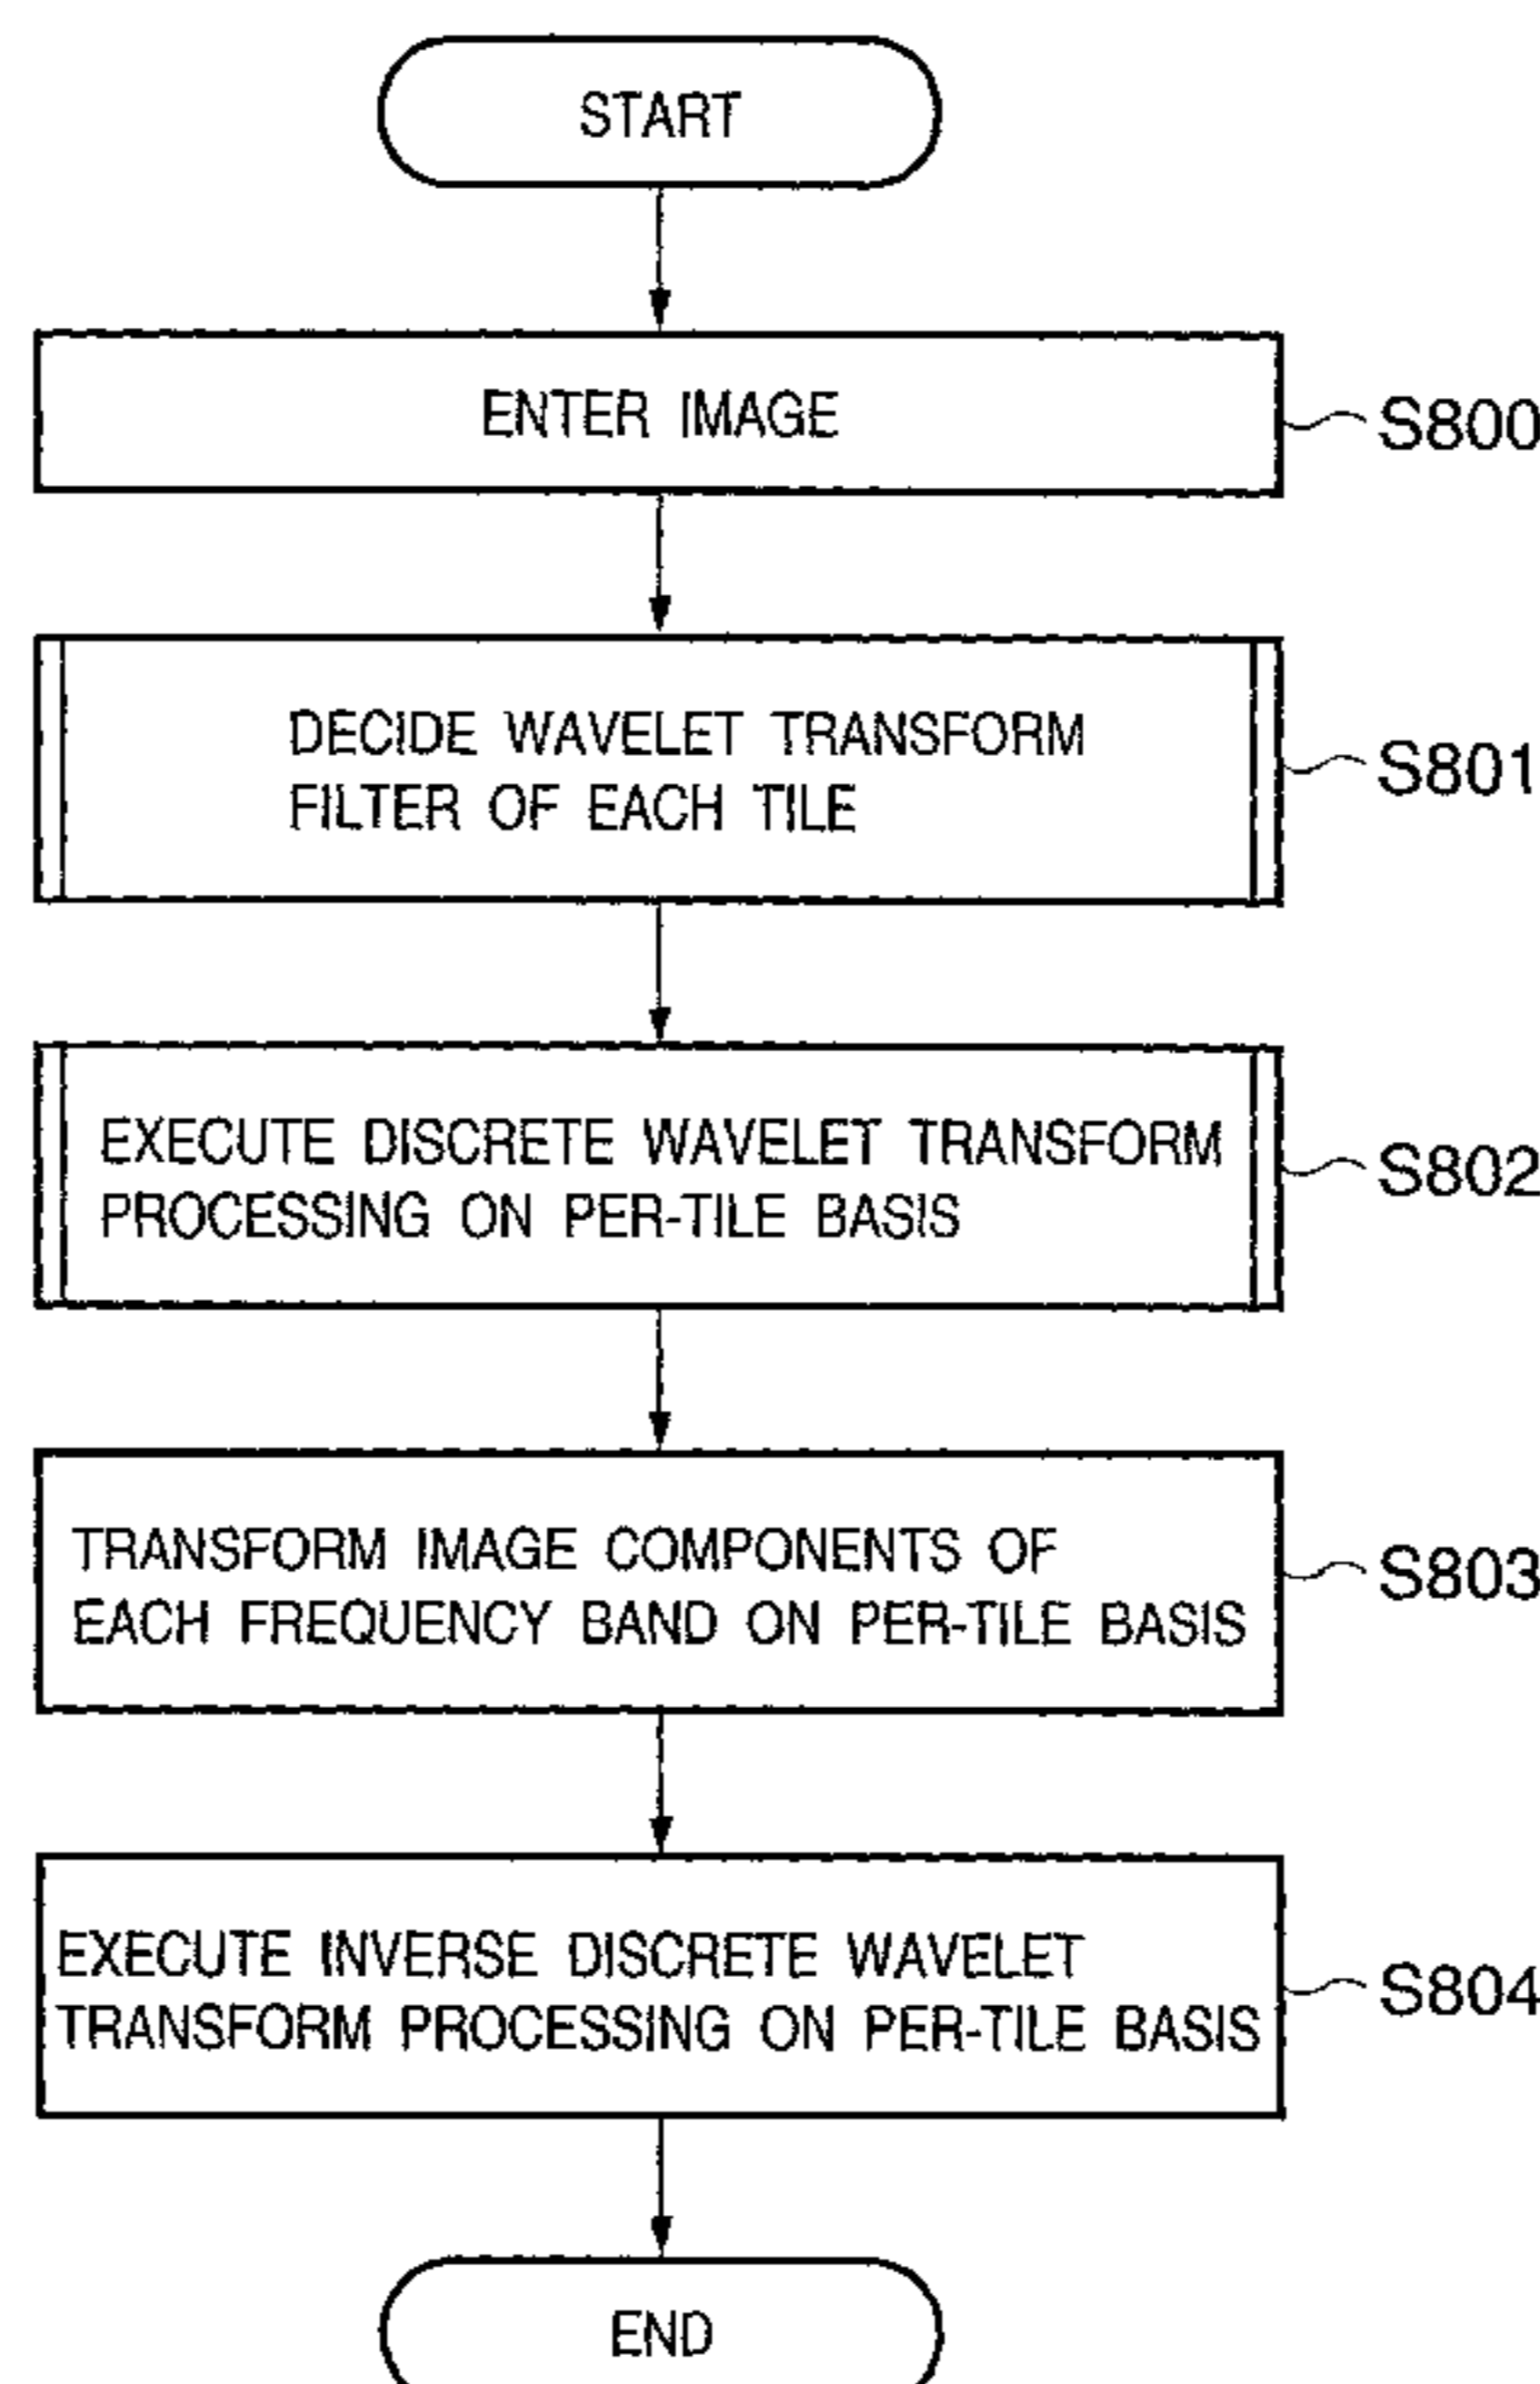 START
ENTER IMAGE
S800
DECIDE WAVELET TRANSFORM
FILTER OF EACH TILE
S801
EXECUTE DISCRETE WAVELET TRANSFORM
PROCESSING ON PER-TILE BASIS
S802
TRANSFORM IMAGE COMPONENTS OF
EACH FREQUENCY BAND ON PER-TILE BASIS
S803
EXECUTE INVERSE DISCRETE WAVELET
TRANSFORM PROCESSING ON PER-TILE BASIS
S804
END